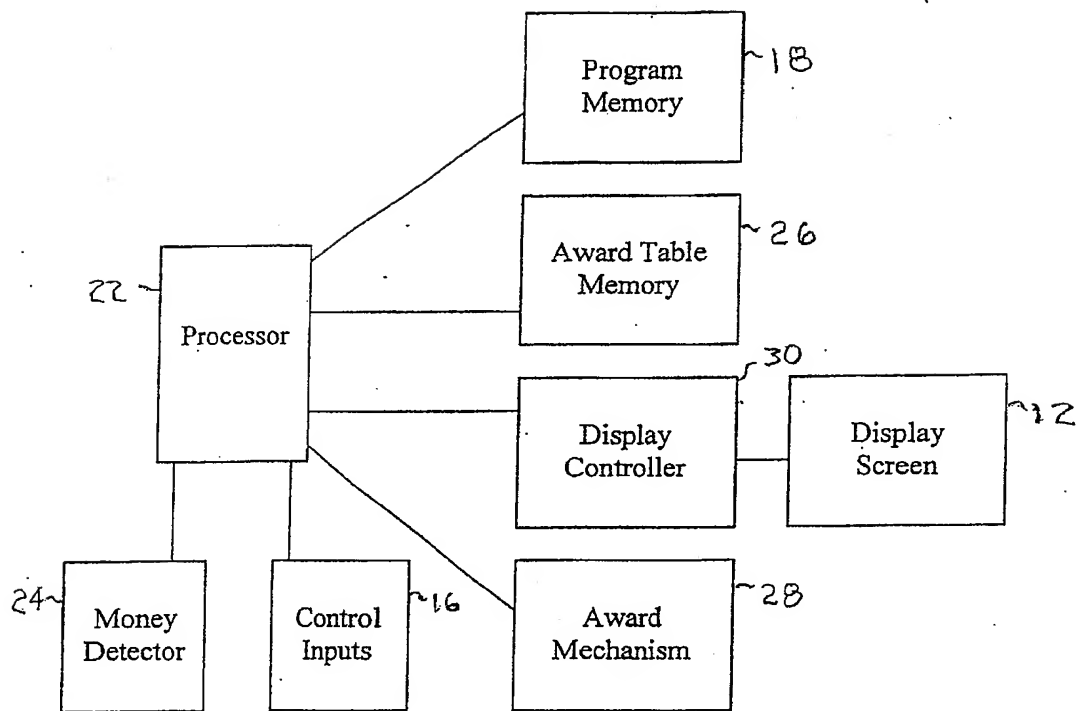 Program
Memory
18
Award Table
Memory
26
22
Processor
30
Display
Controller
Display
Screen
12
24
Money
Detector
Control
Inputs
16
Award
Mechanism
28